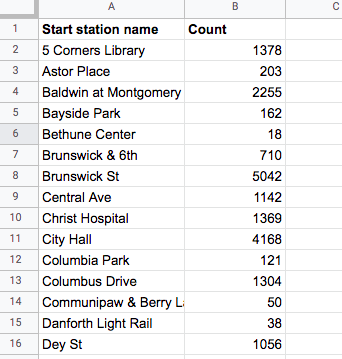 A B C
1 Start station name Count
2 5 Corners Library 1378
3 Astor Place 203
4 Baldwin at Montgomery 2255
5 Bayside Park 162
6 Bethune Center 18
7 Brunswick & 6th 710
8 Brunswick St 5042
9 Central Ave 1142
10 Christ Hospital 1369
11 City Hall 4168
12 Columbia Park 121
13 Columbus Drive 1304
14 Communipaw & Berry La 50
15 Danforth Light Rail 38
16 Dey St 1056